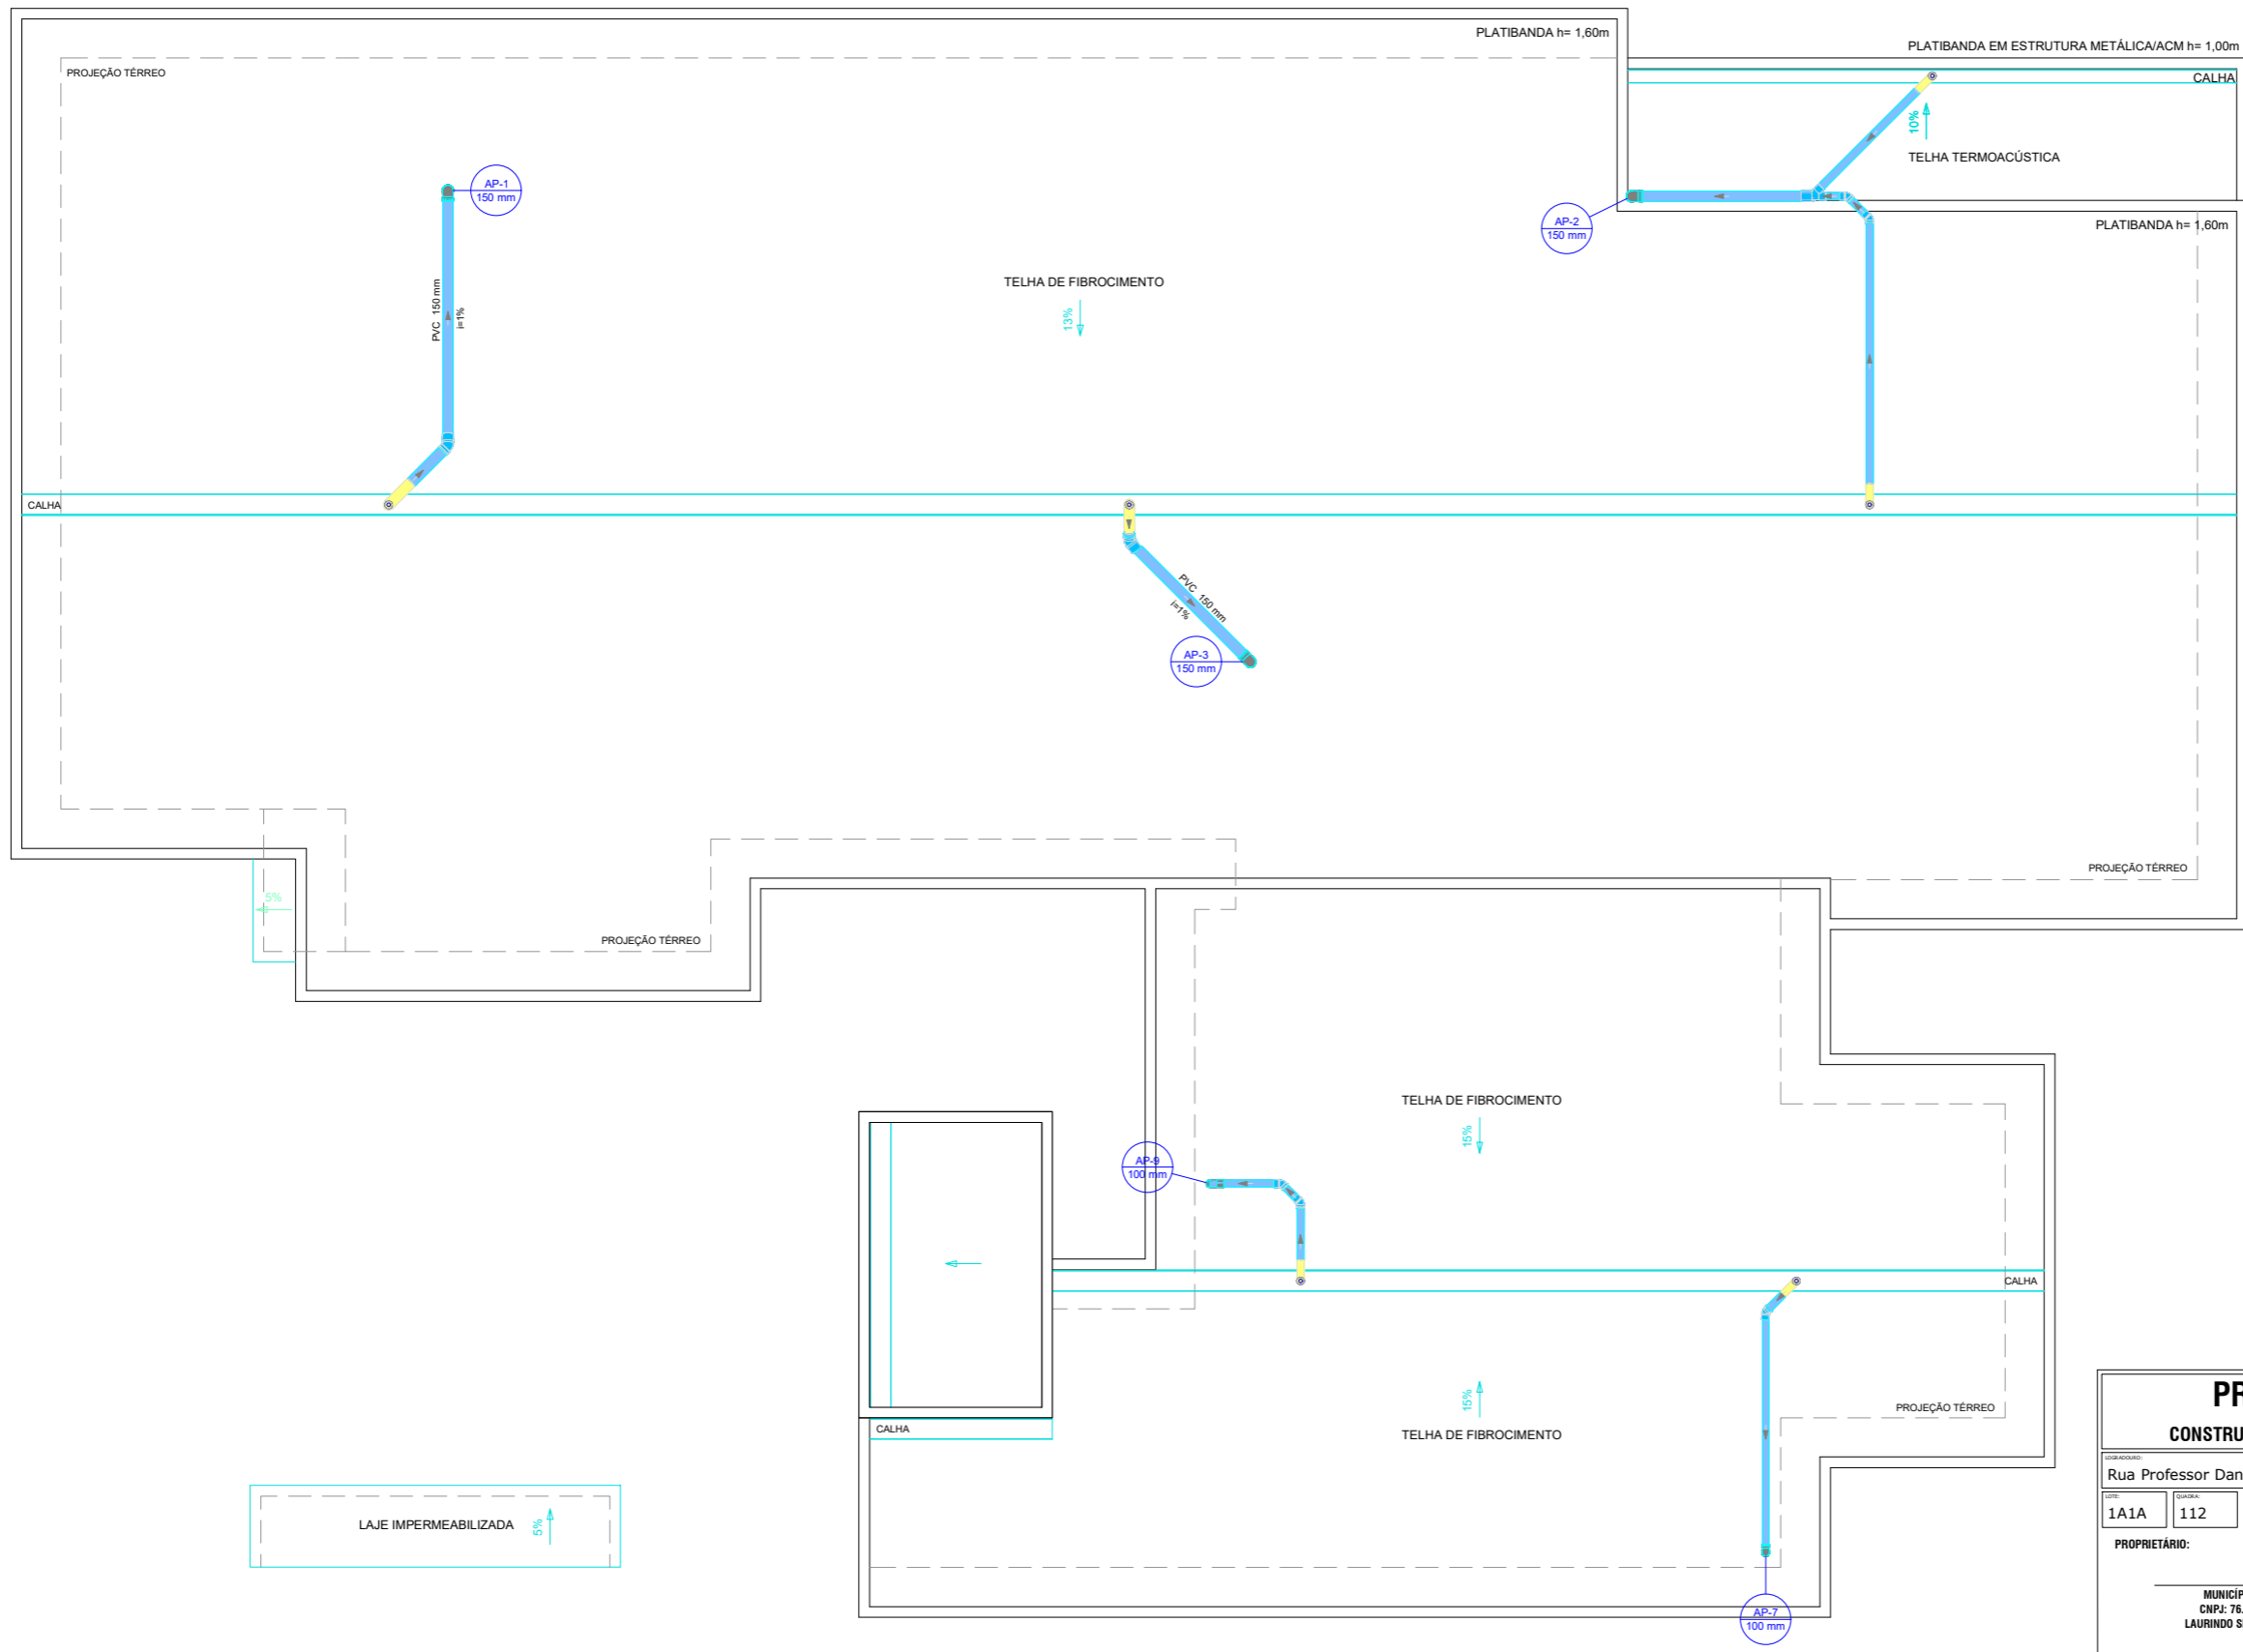 PLATIBANDA h= 1,60m
PLATIBANDA EM ESTRUTURA METÁLICA/ACM h= 1,00m
PROJEÇÃO TÉRREO
CALHA
10%
TELHA TERMOACÚSTICA
AP-1
150 mm
AP-2
150 mm
PLATIBANDA h= 1,60m
TELHA DE FIBROCIMENTO
13%
PVC 150 mm
i=1%
CALHA
PVC 150 mm
i=1%
AP-3
150 mm
PROJEÇÃO TÉRREO
5%
PROJEÇÃO TÉRREO
TELHA DE FIBROCIMENTO
15%
AP-9
100 mm
CALHA
15%
PROJEÇÃO TÉRREO
CALHA
TELHA DE FIBROCIMENTO
LAJE IMPERMEABILIZADA
5%
AP-7
100 mm
PR
CONSTRU
LOGRADOURO:
Rua Professor Dan
LOTE:
1A1A
QUADRA:
112
PROPRIETÁRIO:
MUNICÍP
CNPJ: 76.
LAURINDO S